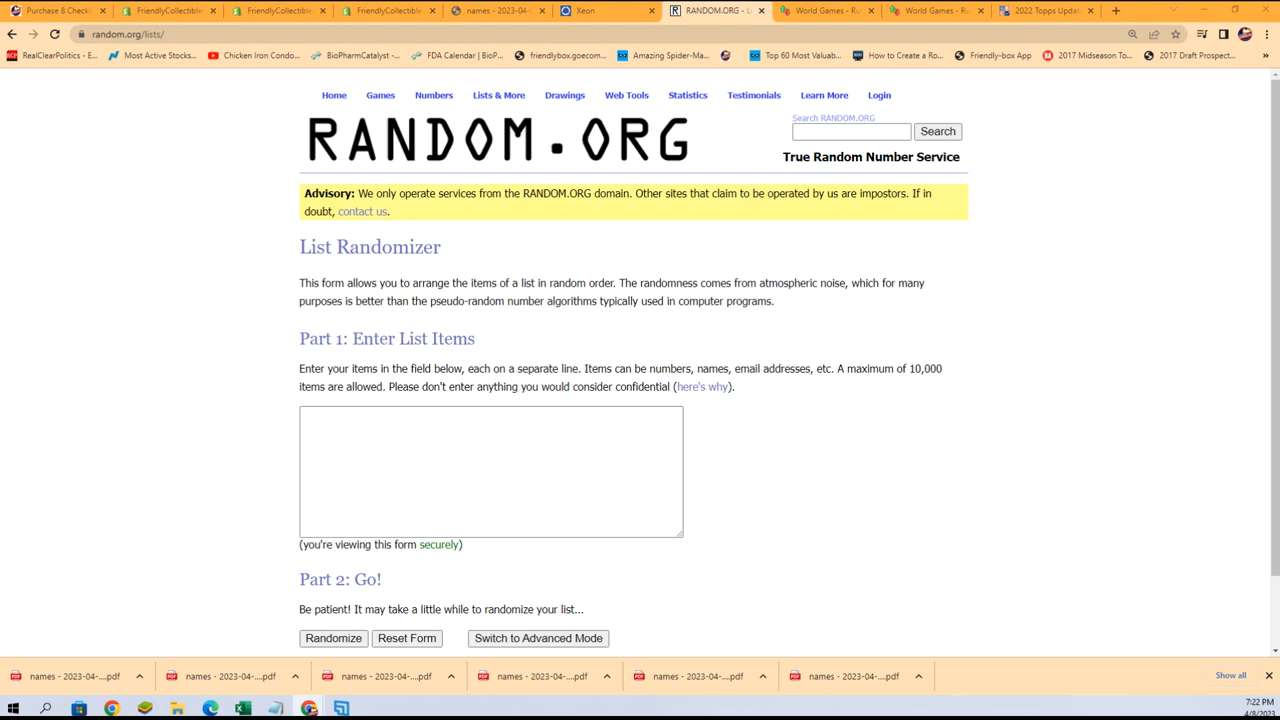 Purchase 8 Checkl
FriendlyCollectible
FriendlyCollectible
FriendlyCollectible
names - 2023-04-
Xeon
RANDOM.ORG - L
World Games - Ru
World Games - Ru
2022 Topps Updat
random.org/lists/
RealClearPolitics - E...
Most Active Stocks...
Chicken Iron Condo...
BioPharmCatalyst -...
FDA Calendar | BioP...
friendlybox.goecom...
Amazing Spider-Ma...
Top 60 Most Valuab...
How to Create a Ro...
Friendly-box App
2017 Midseason To...
2017 Draft Prospect...
Home Games Numbers Lists & More Drawings Web Tools Statistics Testimonials Learn More Login
Search RANDOM.ORG
RANDOM.ORG
Search
True Random Number Service
Advisory: We only operate services from the RANDOM.ORG domain. Other sites that claim to be operated by us are impostors. If in
doubt, contact us.
List Randomizer
This form allows you to arrange the items of a list in random order. The randomness comes from atmospheric noise, which for many
purposes is better than the pseudo-random number algorithms typically used in computer programs.
Part 1: Enter List Items
Enter your items in the field below, each on a separate line. Items can be numbers, names, email addresses, etc. A maximum of 10,000
items are allowed. Please don't enter anything you would consider confidential (here's why).
(you're viewing this form securely)
Part 2: Go!
Be patient! It may take a little while to randomize your list...
Randomize Reset Form Switch to Advanced Mode
names - 2023-04-....pdf
names - 2023-04-....pdf
names - 2023-04-....pdf
names - 2023-04-....pdf
names - 2023-04-....pdf
names - 2023-04-....pdf
Show all
7:22 PM
4/8/2023